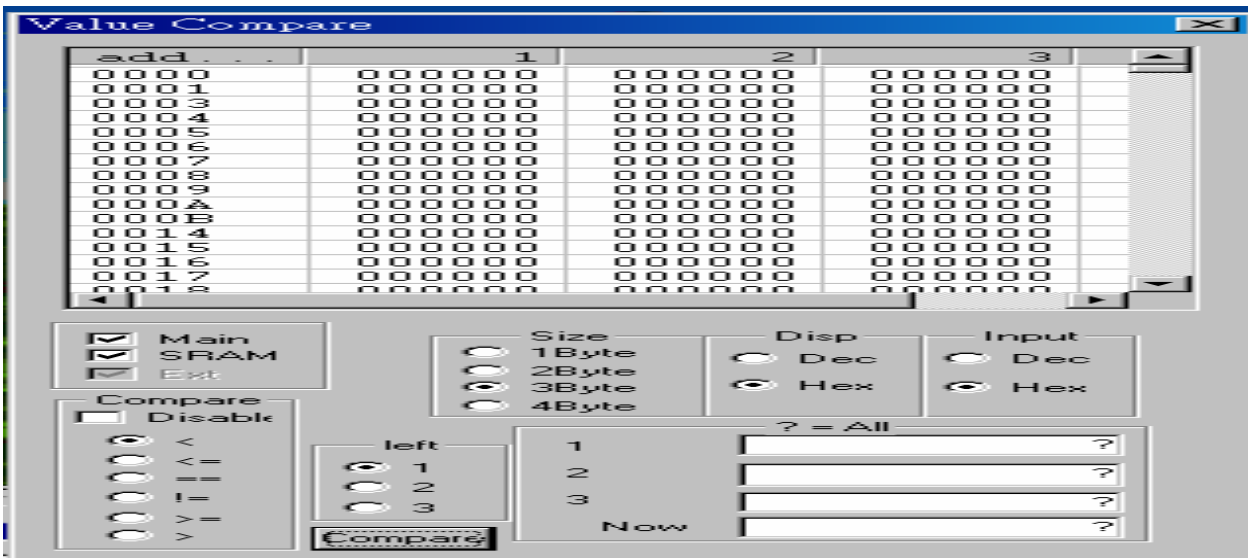 Value Compare
add... 1 2 3
0000 000000 000000 000000
0001 000000 000000 000000
0003 000000 000000 000000
0004 000000 000000 000000
0005 000000 000000 000000
0006 000000 000000 000000
0007 000000 000000 000000
0008 000000 000000 000000
0009 000000 000000 000000
000A 000000 000000 000000
000B 000000 000000 000000
0014 000000 000000 000000
0015 000000 000000 000000
0016 000000 000000 000000
0017 000000 000000 000000
0018 000000 000000 000000
Main
SRAM
Ext
Size
1Byte
2Byte
3Byte
4Byte
Disp
Dec
Hex
Input
Dec
Hex
Compare
Disable
<
<=
==
!=
>=
>
left
1
2
3
Compare
? = All
1 ?
2 ?
3 ?
Now ?